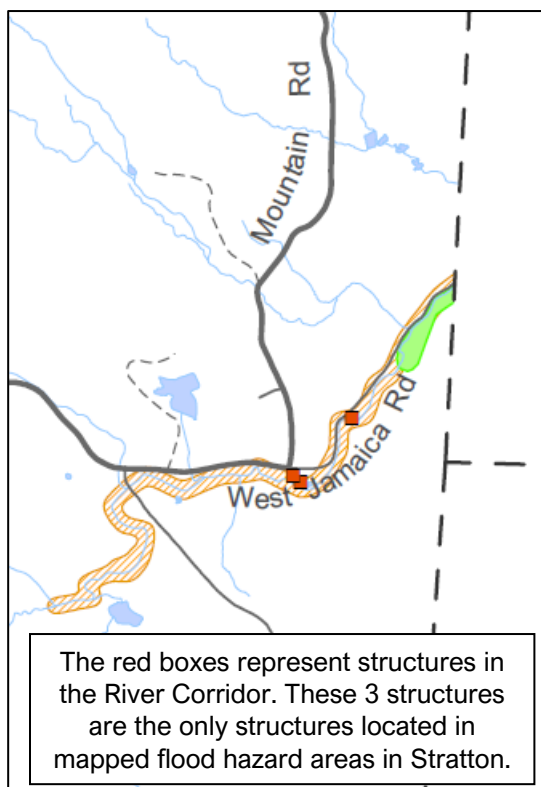 Mountain Rd
West Jamaica Rd
The red boxes represent structures in
the River Corridor. These 3 structures
are the only structures located in
mapped flood hazard areas in Stratton.